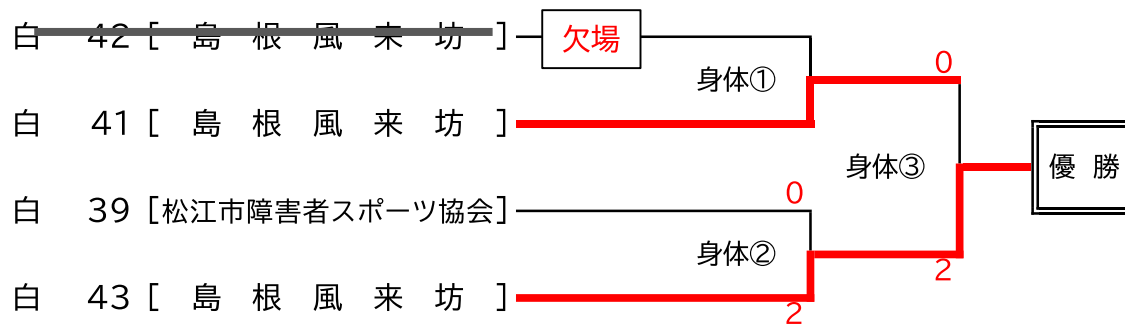 白 42 [ 島 根 風 来 坊 ] 欠場
0
身体①
白 41 [ 島 根 風 来 坊 ]
身体③
優 勝
白 39 [松江市障害者スポーツ協会] 0
身体②
2
白 43 [ 島 根 風 来 坊 ]
2